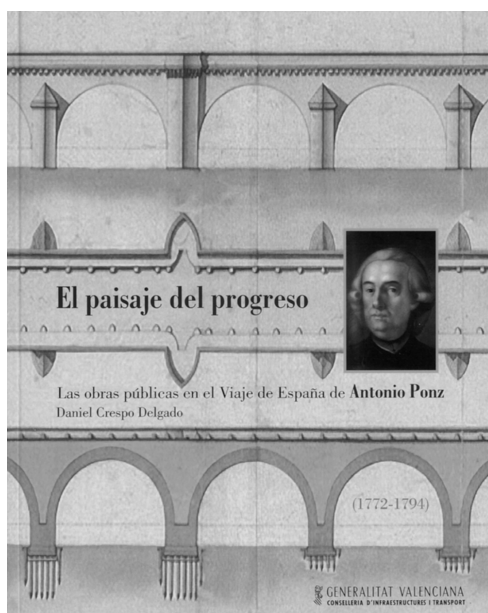 El paisaje del progreso
Las obras públicas en el Viaje de España de Antonio Ponz
Daniel Crespo Delgado
(1772-1794)
GENERALITAT VALENCIANA
CONSELLERIA D'INFRAESTRUCTURES I TRANSPORT